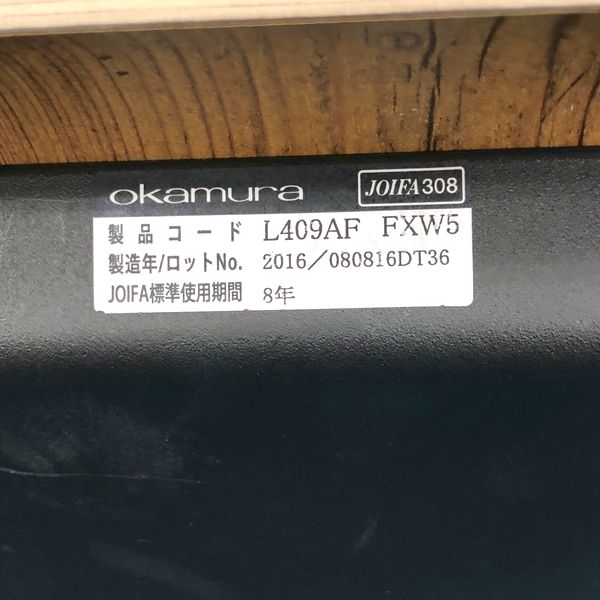 okamura JOIFA308
製品コード L409AF FXW5
製造年/ロットNo. 2016/080816DT36
JOIFA標準使用期間 8年